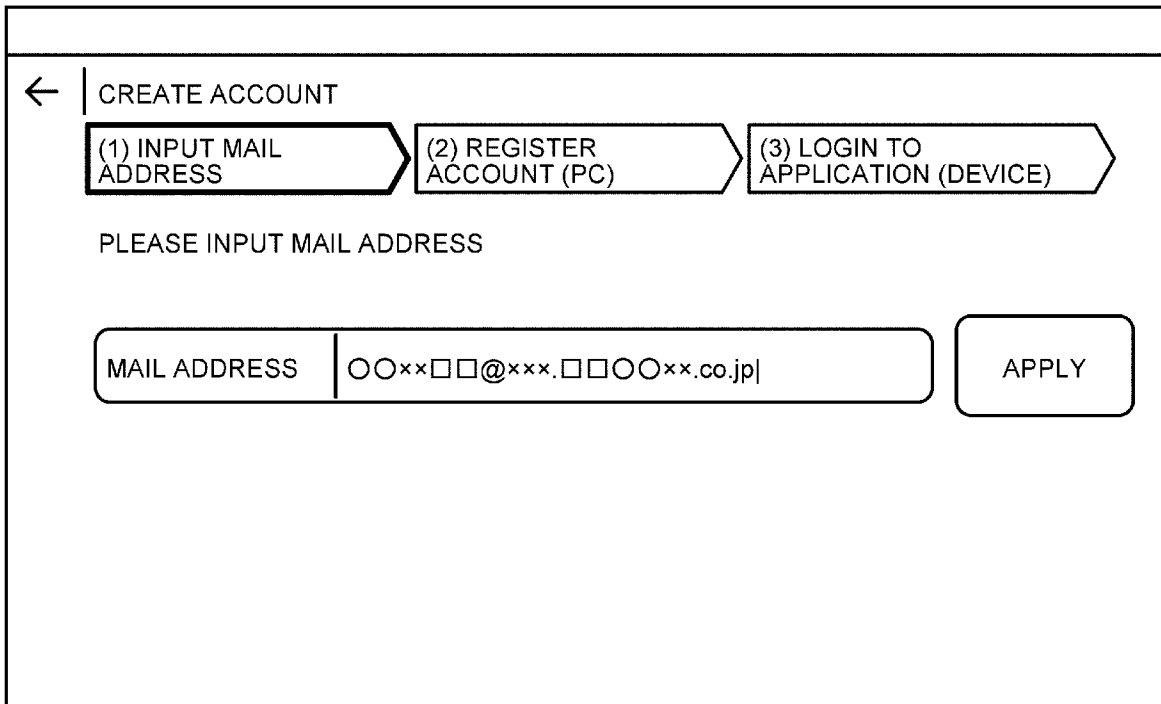 ← CREATE ACCOUNT
(1) INPUT MAIL
ADDRESS
(2) REGISTER
ACCOUNT (PC)
(3) LOGIN TO
APPLICATION (DEVICE)
PLEASE INPUT MAIL ADDRESS
MAIL ADDRESS
○○××□□@×××.□□○○××.co.jp|
APPLY